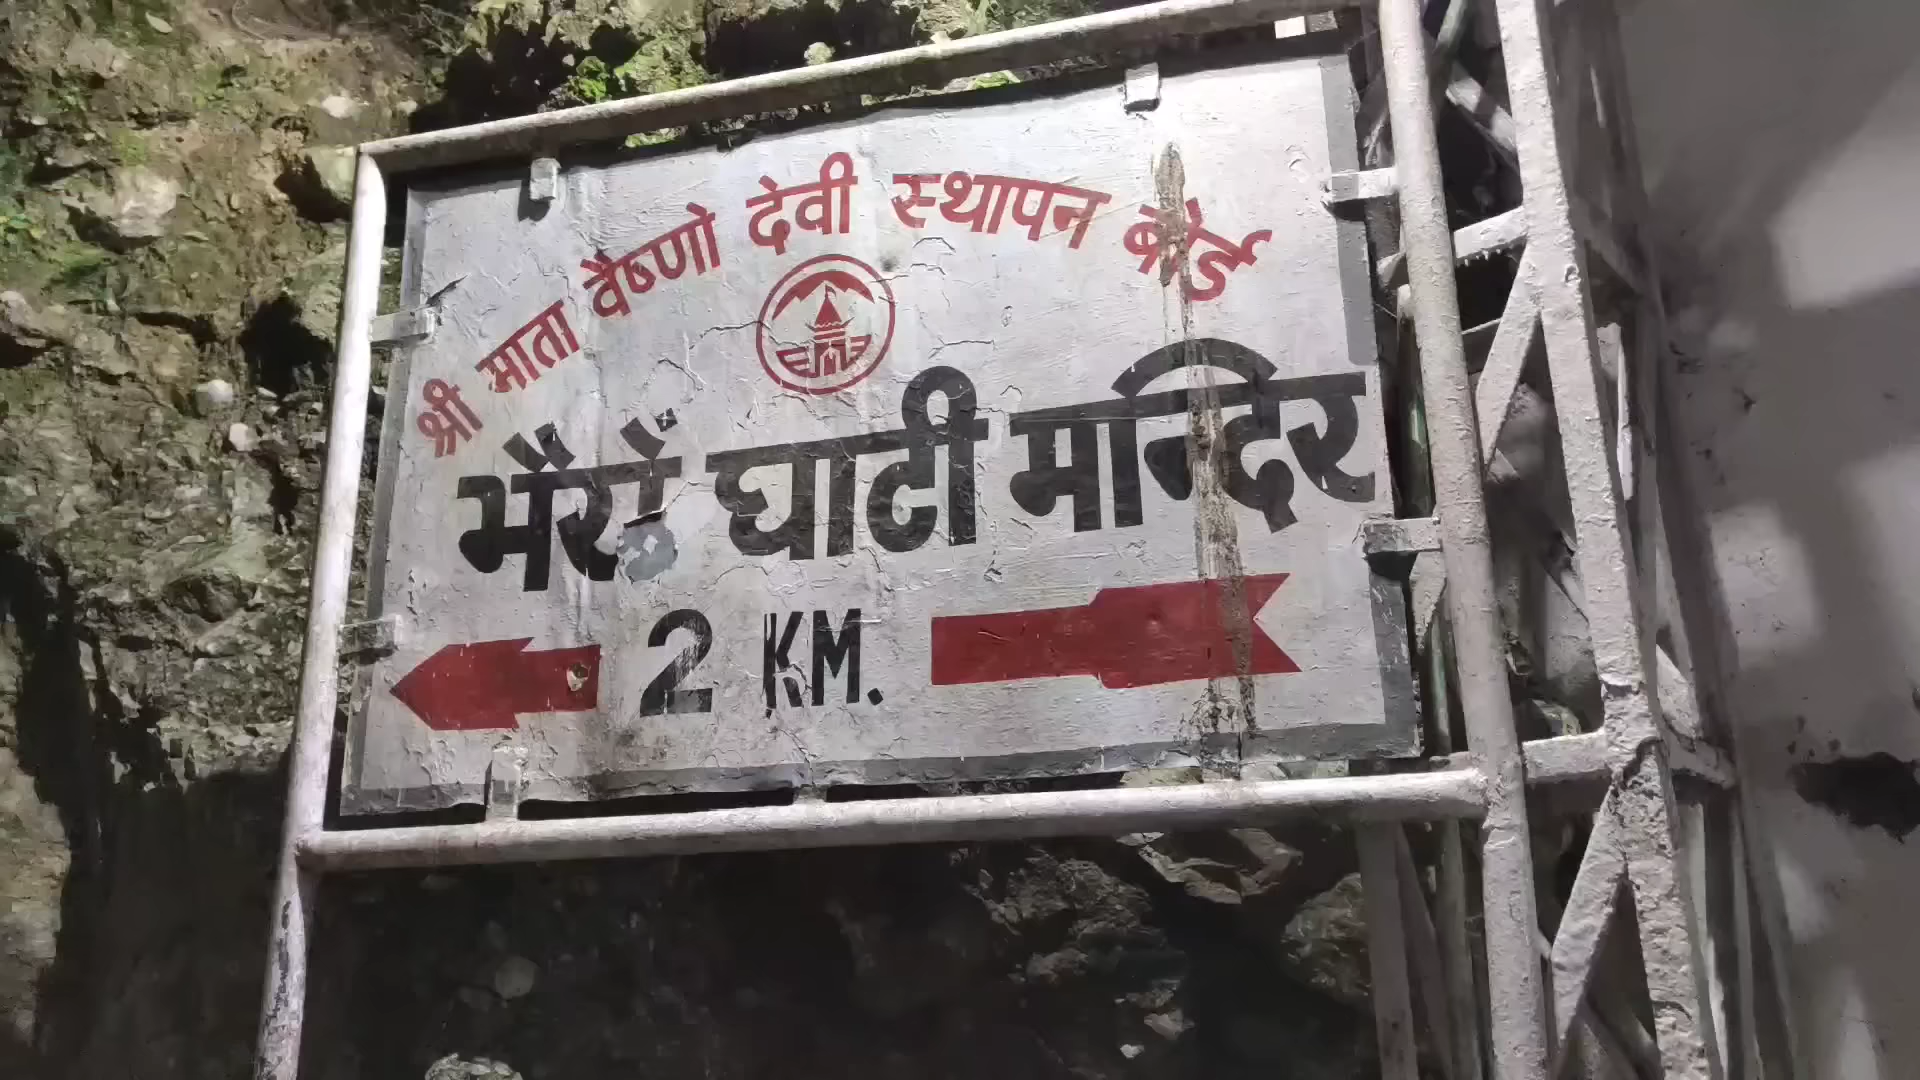 श्री माता वैष्णो देवी स्थापन बोर्ड
भैरों घाटी मन्दिर
2 KM.